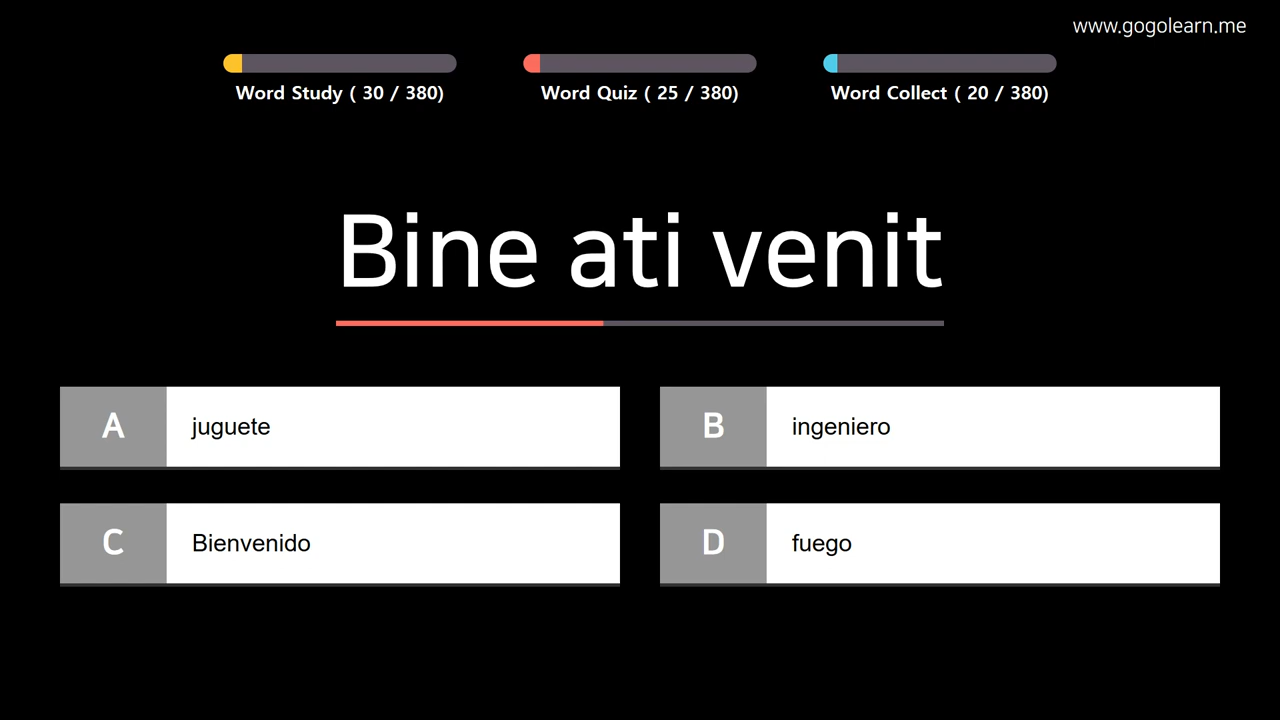 www.gogolearn.me
Word Study ( 30 / 380)
Word Quiz ( 25 / 380)
Word Collect ( 20 / 380)
Bine ati venit
A juguete
B ingeniero
C Bienvenido
D fuego